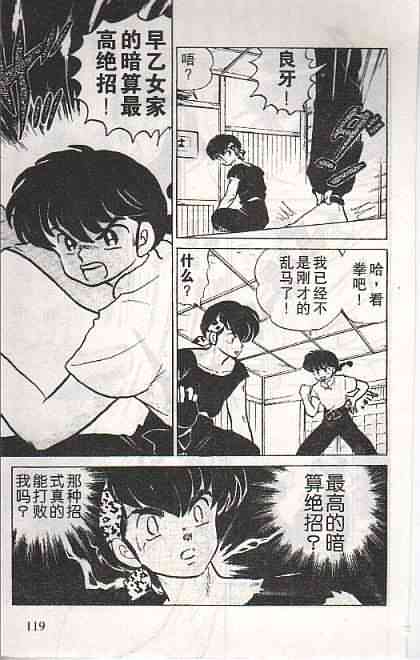 良
牙
！
唔
？
哈，看
拳吧！
我已经不
是刚才的
乱马了！
什么？
早乙女家
的暗算最
高绝招！
最高的暗
算绝招？
那种招
式真的
能打败
我吗？
119